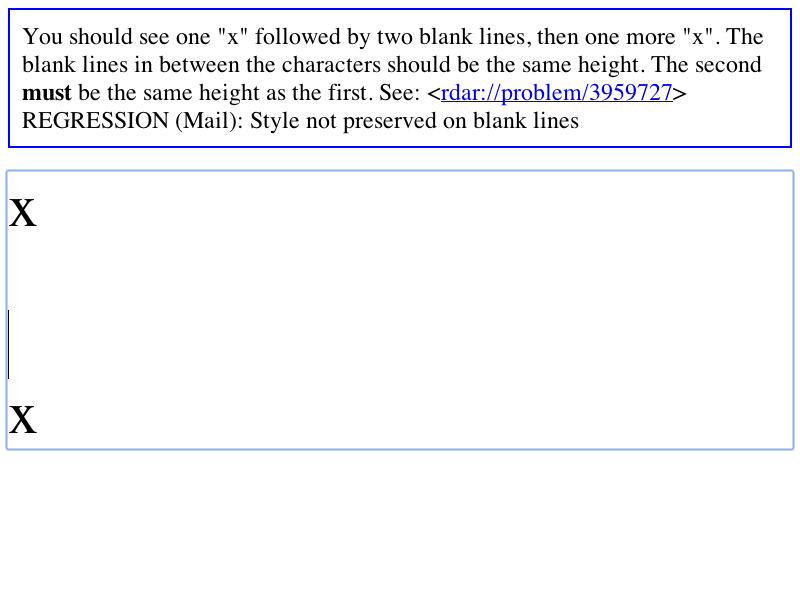 You should see one "x" followed by two blank lines, then one more "x". The
blank lines in between the characters should be the same height. The second
must be the same height as the first. See: <rdar://problem/3959727>
REGRESSION (Mail): Style not preserved on blank lines
x
x